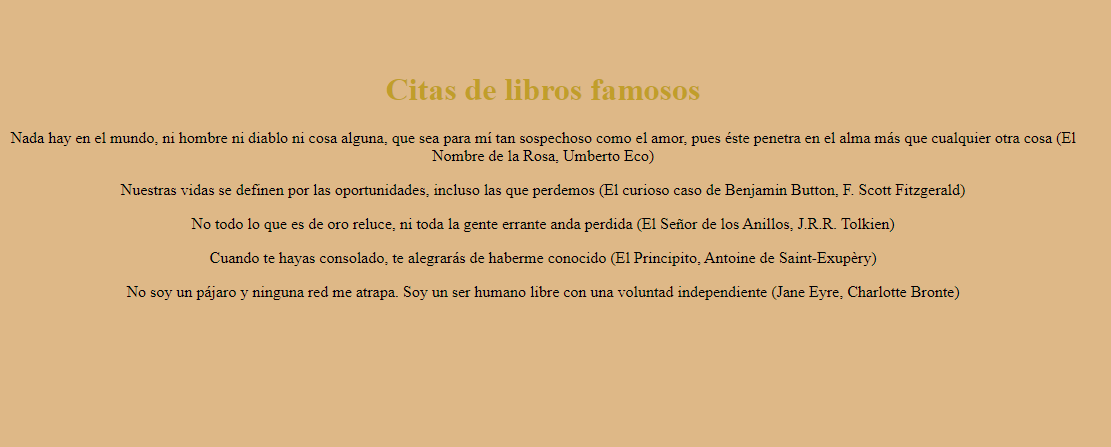 Citas de libros famosos
Nada hay en el mundo, ni hombre ni diablo ni cosa alguna, que sea para mí tan sospechoso como el amor, pues éste penetra en el alma más que cualquier otra cosa (El
Nombre de la Rosa, Umberto Eco)
Nuestras vidas se definen por las oportunidades, incluso las que perdemos (El curioso caso de Benjamin Button, F. Scott Fitzgerald)
No todo lo que es de oro reluce, ni toda la gente errante anda perdida (El Señor de los Anillos, J.R.R. Tolkien)
Cuando te hayas consolado, te alegrarás de haberme conocido (El Principito, Antoine de Saint-Exupèry)
No soy un pájaro y ninguna red me atrapa. Soy un ser humano libre con una voluntad independiente (Jane Eyre, Charlotte Bronte)